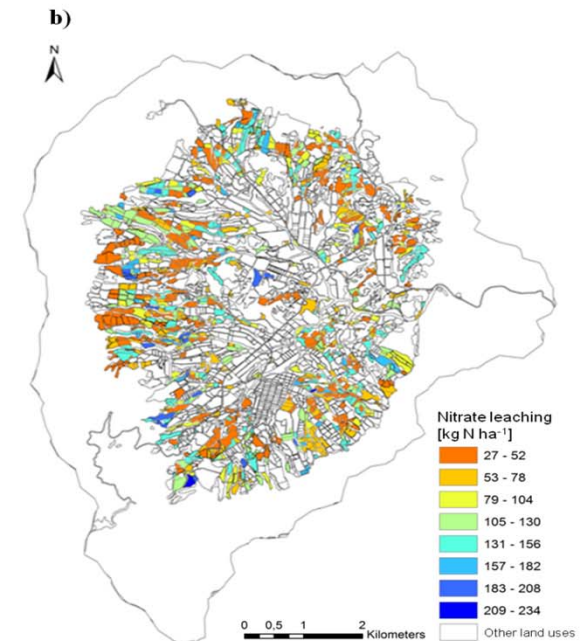 b)
N
Nitrate leaching
[kg N ha⁻¹]
27 - 52
53 - 78
79 - 104
105 - 130
131 - 156
157 - 182
183 - 208
209 - 234
Other land uses
0 0,5 1 2
Kilometers